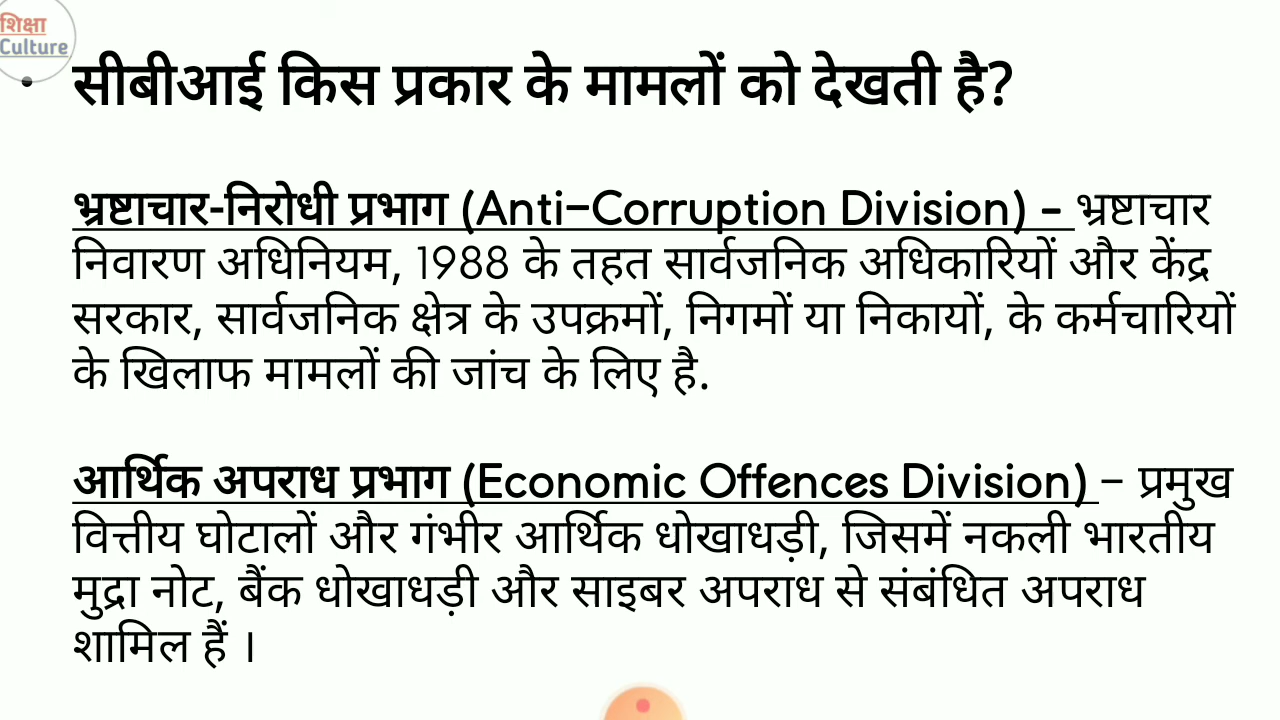 शिक्षा
Culture
• सीबीआई किस प्रकार के मामलों को देखती है?
भ्रष्टाचार-निरोधी प्रभाग (Anti-Corruption Division) – भ्रष्टाचार
निवारण अधिनियम, 1988 के तहत सार्वजनिक अधिकारियों और केंद्र
सरकार, सार्वजनिक क्षेत्र के उपक्रमों, निगमों या निकायों, के कर्मचारियों
के खिलाफ मामलों की जांच के लिए है.
आर्थिक अपराध प्रभाग (Economic Offences Division) – प्रमुख
वित्तीय घोटालों और गंभीर आर्थिक धोखाधड़ी, जिसमें नकली भारतीय
मुद्रा नोट, बैंक धोखाधड़ी और साइबर अपराध से संबंधित अपराध
शामिल हैं ।